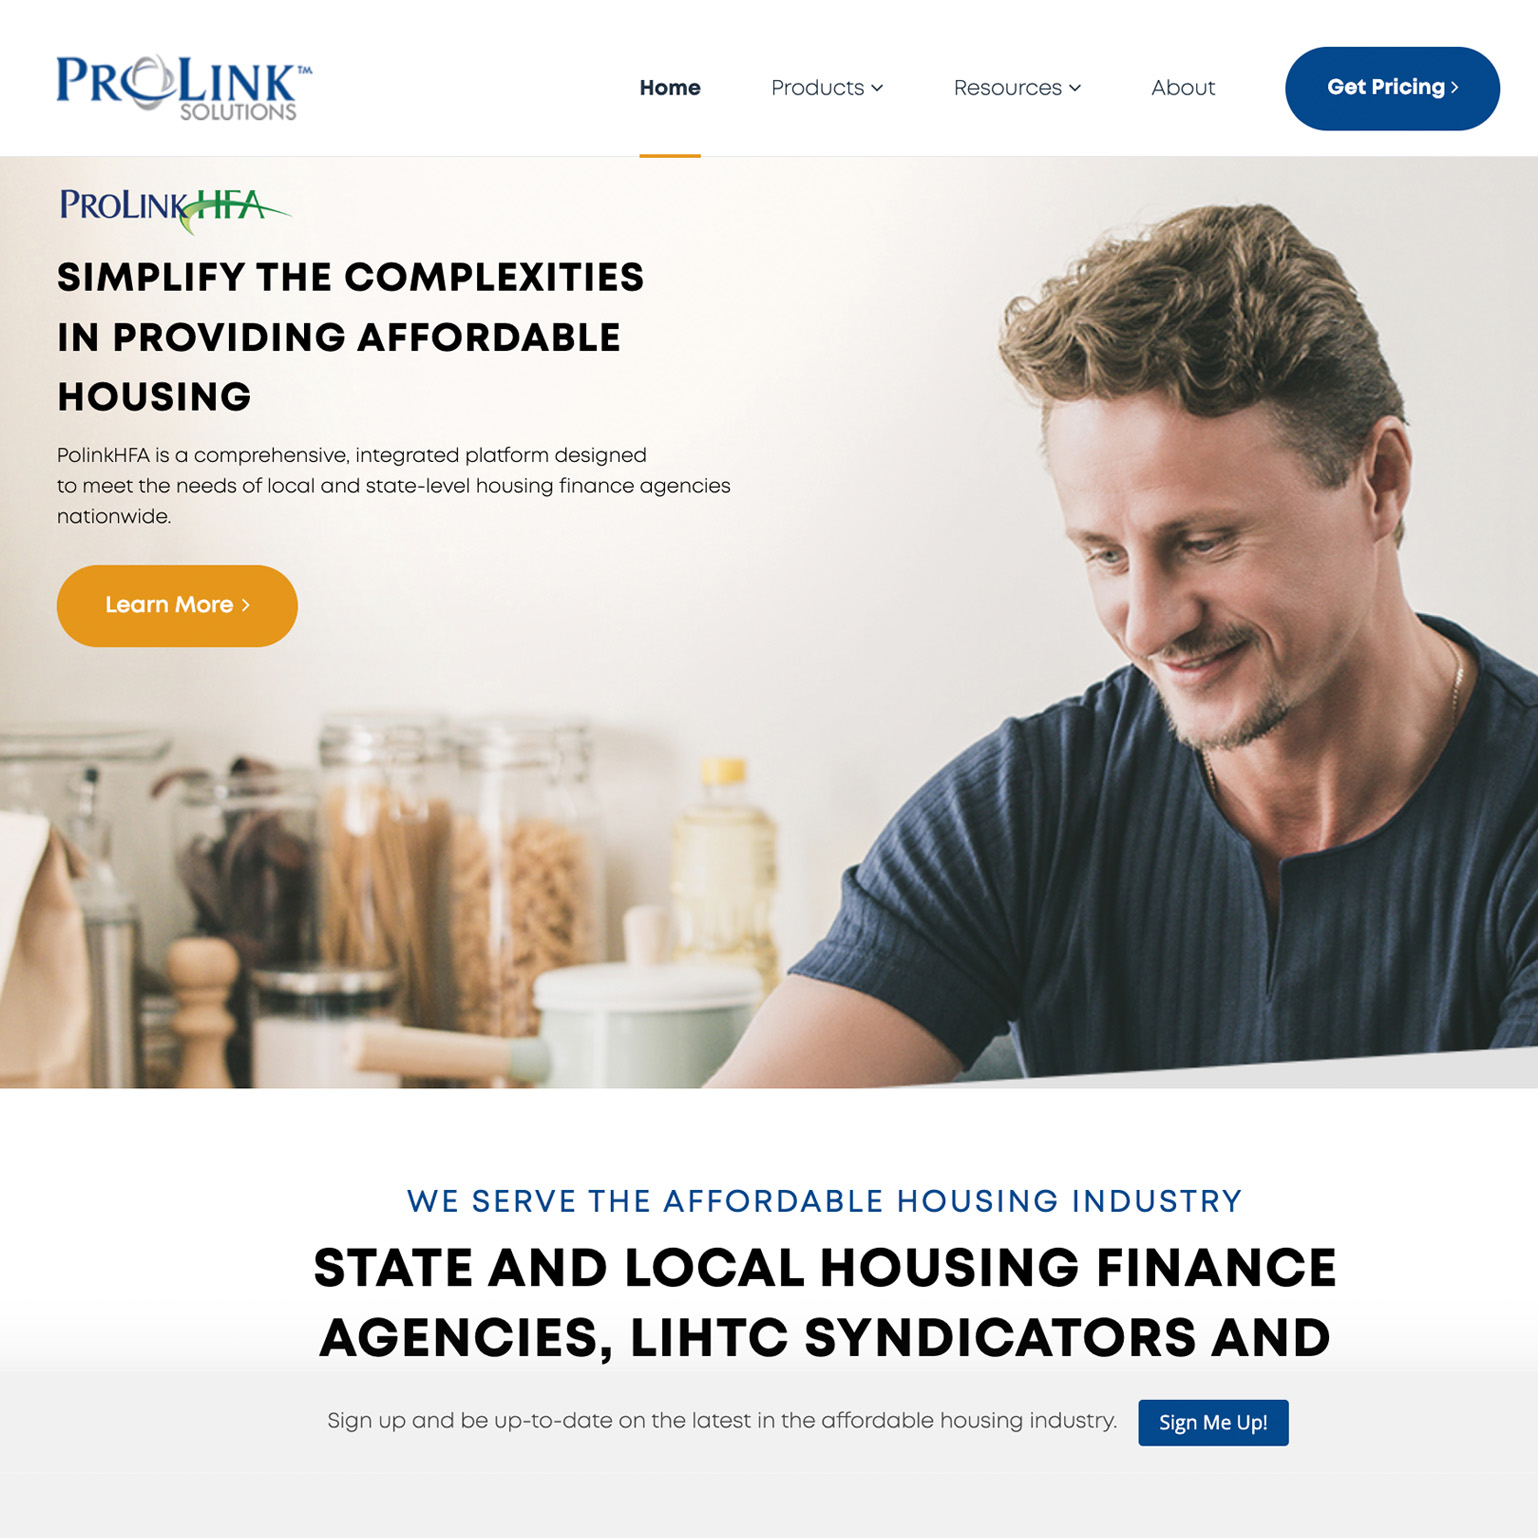 PROLINK™
SOLUTIONS
Home
Products
Resources
About
Get Pricing
PROLINKHFA
SIMPLIFY THE COMPLEXITIES
IN PROVIDING AFFORDABLE
HOUSING
PolinkHFA is a comprehensive, integrated platform designed
to meet the needs of local and state-level housing finance agencies
nationwide.
Learn More
WE SERVE THE AFFORDABLE HOUSING INDUSTRY
STATE AND LOCAL HOUSING FINANCE
AGENCIES, LIHTC SYNDICATORS AND
Sign up and be up-to-date on the latest in the affordable housing industry.
Sign Me Up!